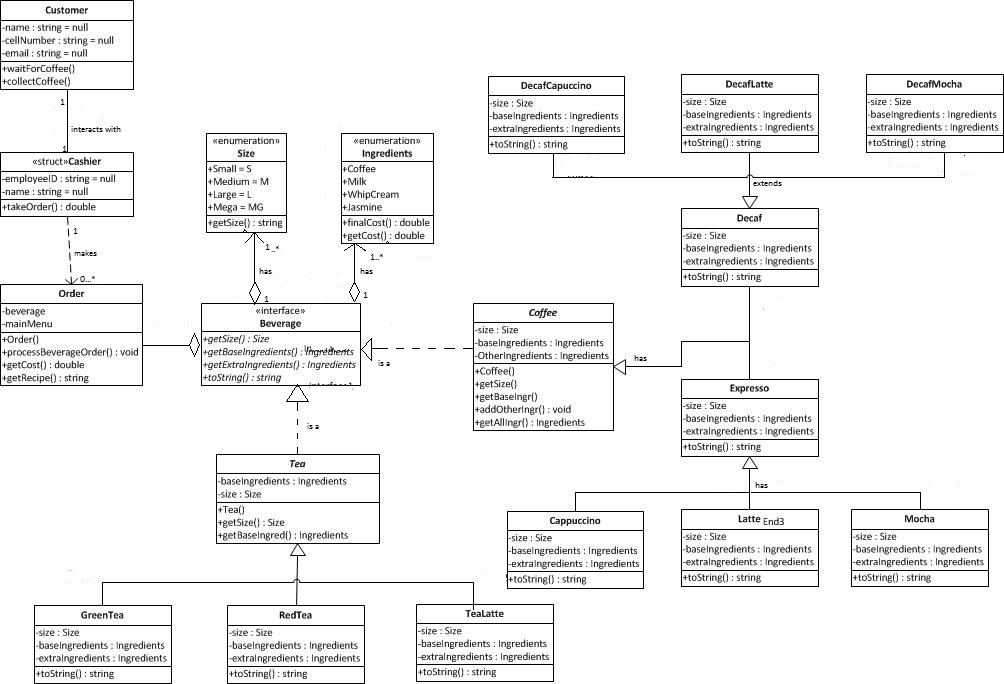 Customer
-name : string = null
-cellNumber : string = null
-email : string = null
+waitForCoffee()
+collectCoffee()
1
interacts with
1
«struct»Cashier
-employeeID : string = null
-name : string = null
+takeOrder() : double
1
makes
0...*
Order
-beverage
-mainMenu
+Order()
+processBeverageOrder() : void
+getCost() : double
+getRecipe() : string
«enumeration»
Size
+Small = S
+Medium = M
+Large = L
+Mega = MG
+getSize() : string
1..*
has
1
«enumeration»
Ingredients
+Coffee
+Milk
+WhipCream
+Jasmine
+finalCost() : double
+getCost() : double
1..*
has
1
«interface»
Beverage
+getSize() : Size
+getBaseIngredients() : Ingredients
+getExtraIngredients() : Ingredients
+toString() : string
is a
is a
Tea
-baseIngredients : Ingredients
-size : Size
+Tea()
+getSize() : Size
+getBaseIngred() : Ingredients
GreenTea
-size : Size
-baseIngredients : Ingredients
-extraIngredients : Ingredients
+toString() : string
RedTea
-size : Size
-baseIngredients : Ingredients
-extraIngredients : Ingredients
+toString() : string
TeaLatte
-size : Size
-baseIngredients : Ingredients
-extraIngredients : Ingredients
+toString() : string
Coffee
-size : Size
-baseIngredients : Ingredients
-OtherIngredients : Ingredients
+Coffee()
+getSize()
+getBaseIngr()
+addOtherIngr() : void
+getAllIngr() : Ingredients
has
DecafCapuccino
-size : Size
-baseIngredients : Ingredients
-extraIngredients : Ingredients
+toString() : string
DecafLatte
-size : Size
-baseIngredients : Ingredients
-extraIngredients : Ingredients
+toString() : string
DecafMocha
-size : Size
-baseIngredients : Ingredients
-extraIngredients : Ingredients
+toString() : string
extends
Decaf
-size : Size
-baseIngredients : Ingredients
-extraIngredients : Ingredients
+toString() : string
Expresso
-size : Size
-baseIngredients : Ingredients
-extraIngredients : Ingredients
+toString() : string
has
Cappuccino
-size : Size
-baseIngredients : Ingredients
-extraIngredients : Ingredients
+toString() : string
Latte End3
-size : Size
-baseIngredients : Ingredients
-extraIngredients : Ingredients
+toString() : string
Mocha
-size : Size
-baseIngredients : Ingredients
-extraIngredients : Ingredients
+toString() : string